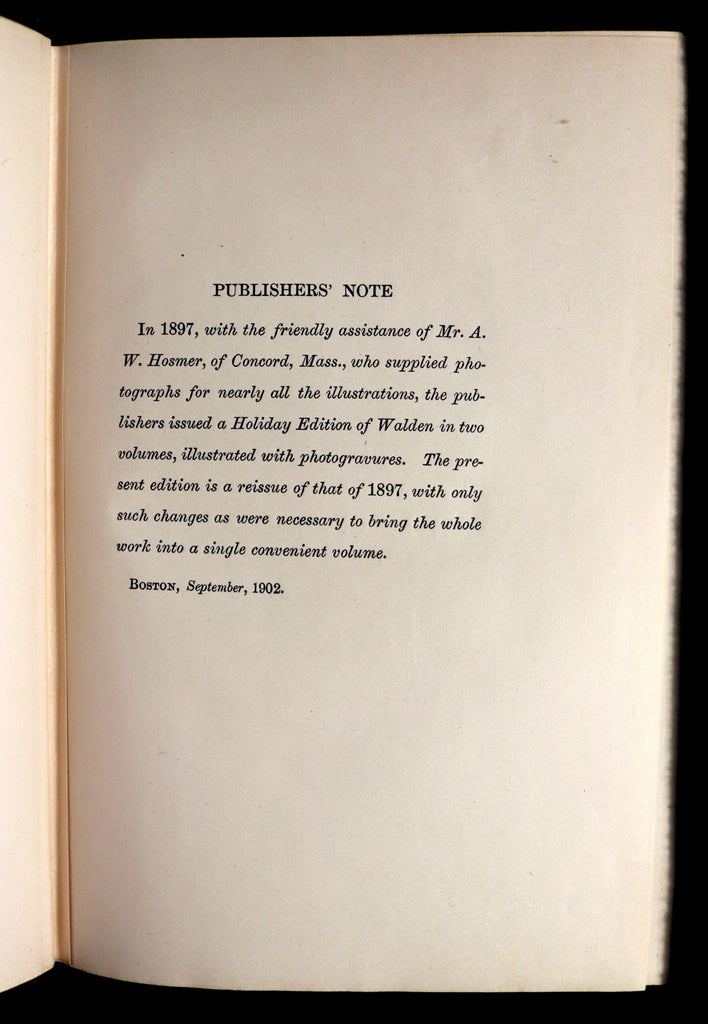 PUBLISHERS' NOTE
In 1897, with the friendly assistance of Mr. A.
W. Hosmer, of Concord, Mass., who supplied pho-
tographs for nearly all the illustrations, the pub-
lishers issued a Holiday Edition of Walden in two
volumes, illustrated with photogravures. The pre-
sent edition is a reissue of that of 1897, with only
such changes as were necessary to bring the whole
work into a single convenient volume.
BOSTON, September, 1902.